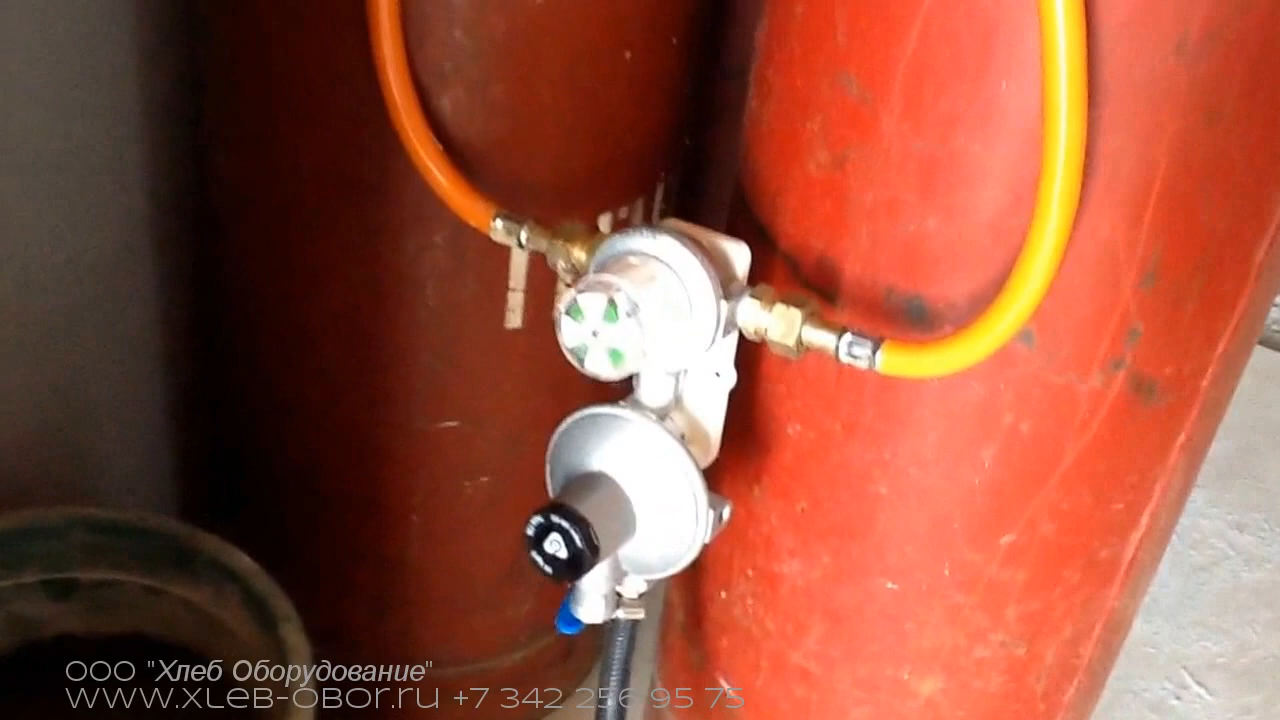 ООО "Хлеб Оборудование"
www.xleb-obor.ru +7 342 256 95 75